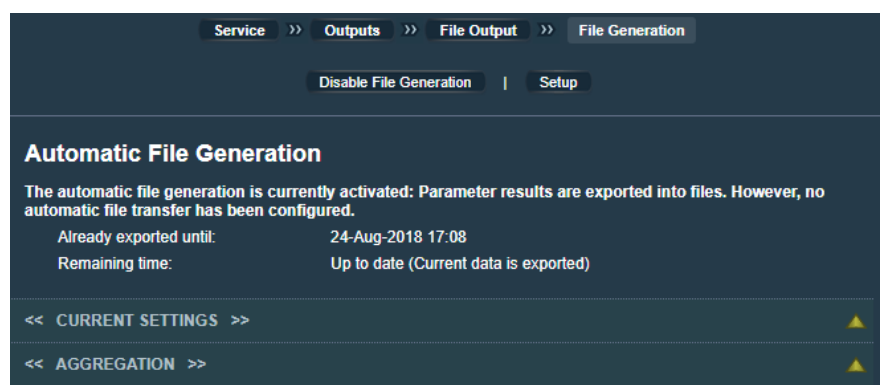 Service >> Outputs >> File Output >> File Generation
Disable File Generation | Setup
Automatic File Generation
The automatic file generation is currently activated: Parameter results are exported into files. However, no
automatic file transfer has been configured.
Already exported until: 24-Aug-2018 17:08
Remaining time: Up to date (Current data is exported)
<< CURRENT SETTINGS >>
<< AGGREGATION >>